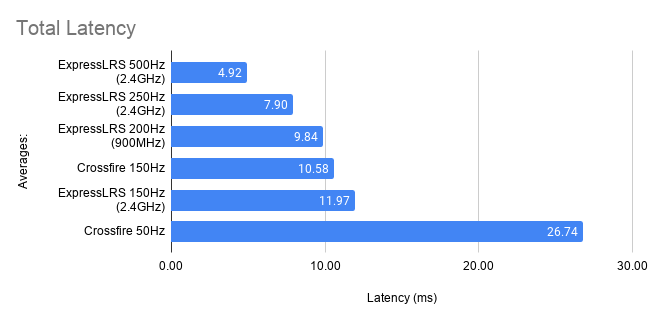 Total Latency
Averages:
ExpressLRS 500Hz
(2.4GHz)
4.92
ExpressLRS 250Hz
(2.4GHz)
7.90
ExpressLRS 200Hz
(900MHz)
9.84
Crossfire 150Hz
10.58
ExpressLRS 150Hz
(2.4GHz)
11.97
Crossfire 50Hz
26.74
0.00 10.00 20.00 30.00
Latency (ms)